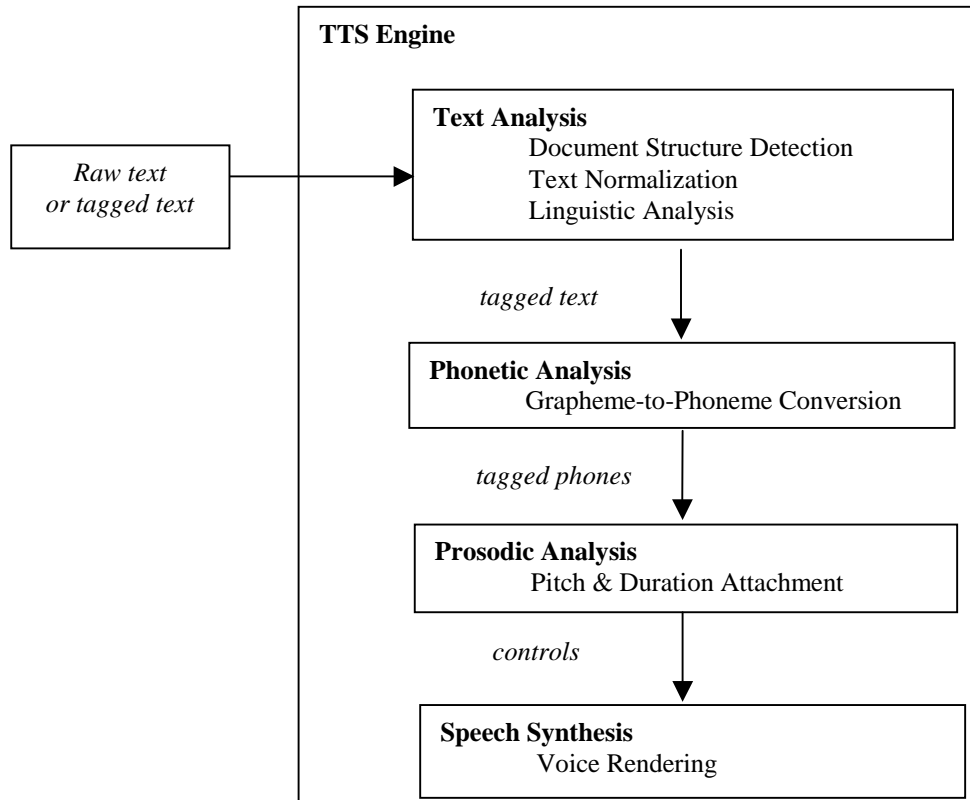 TTS Engine
Text Analysis
Document Structure Detection
Text Normalization
Linguistic Analysis
Raw text
or tagged text
tagged text
Phonetic Analysis
Grapheme-to-Phoneme Conversion
tagged phones
Prosodic Analysis
Pitch & Duration Attachment
controls
Speech Synthesis
Voice Rendering